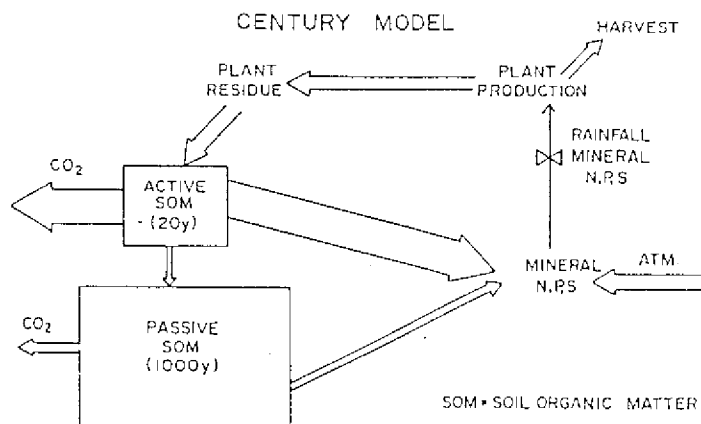 CENTURY MODEL
HARVEST
PLANT
RESIDUE
PLANT
PRODUCTION
RAINFALL
MINERAL
N,P,S
CO2
ACTIVE
SOM
-(20y)
ATM.
MINERAL
N,P,S
CO2
PASSIVE
SOM
(1000y)
SOM = SOIL ORGANIC MATTER